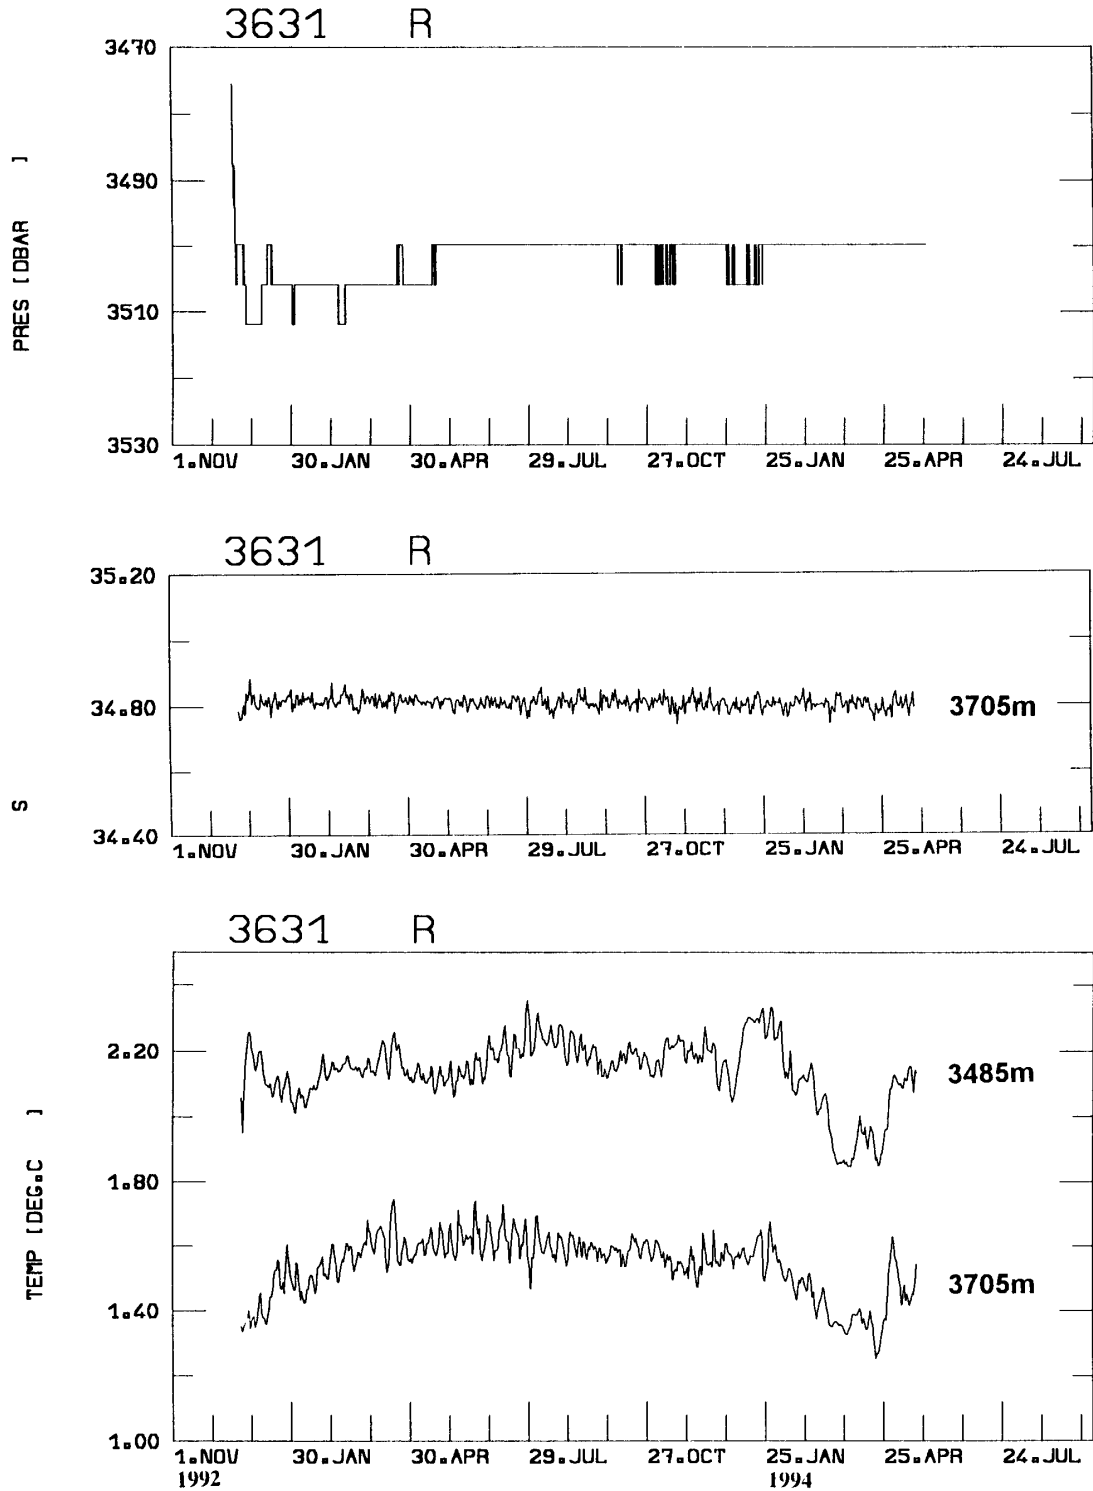 3631 R
3470
3490
3510
3530
PRES [DBAR ]
1.NOV 30.JAN 30.APR 29.JUL 27.OCT 25.JAN 25.APR 24.JUL
3631 R
35.20
34.80
34.40
S
3705m
1.NOV 30.JAN 30.APR 29.JUL 27.OCT 25.JAN 25.APR 24.JUL
3631 R
2.20
1.80
1.40
1.00
TEMP [DEG.C ]
3485m
3705m
1.NOV 30.JAN 30.APR 29.JUL 27.OCT 25.JAN 25.APR 24.JUL
1992 1994